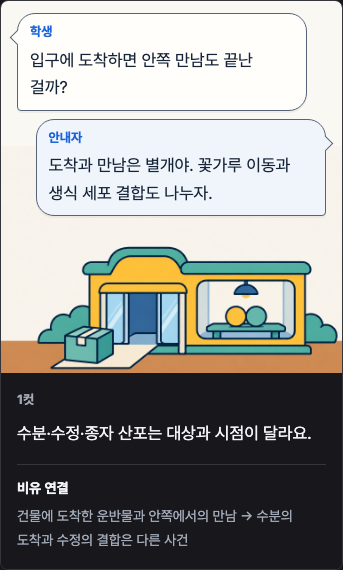 학생
입구에 도착하면 안쪽 만남도 끝난
걸까?
안내자
도착과 만남은 별개야. 꽃가루 이동과
생식 세포 결합도 나누자.
1컷
수분·수정·종자 산포는 대상과 시점이 달라요.
비유 연결
건물에 도착한 운반물과 안쪽에서의 만남 → 수분의
도착과 수정의 결합은 다른 사건